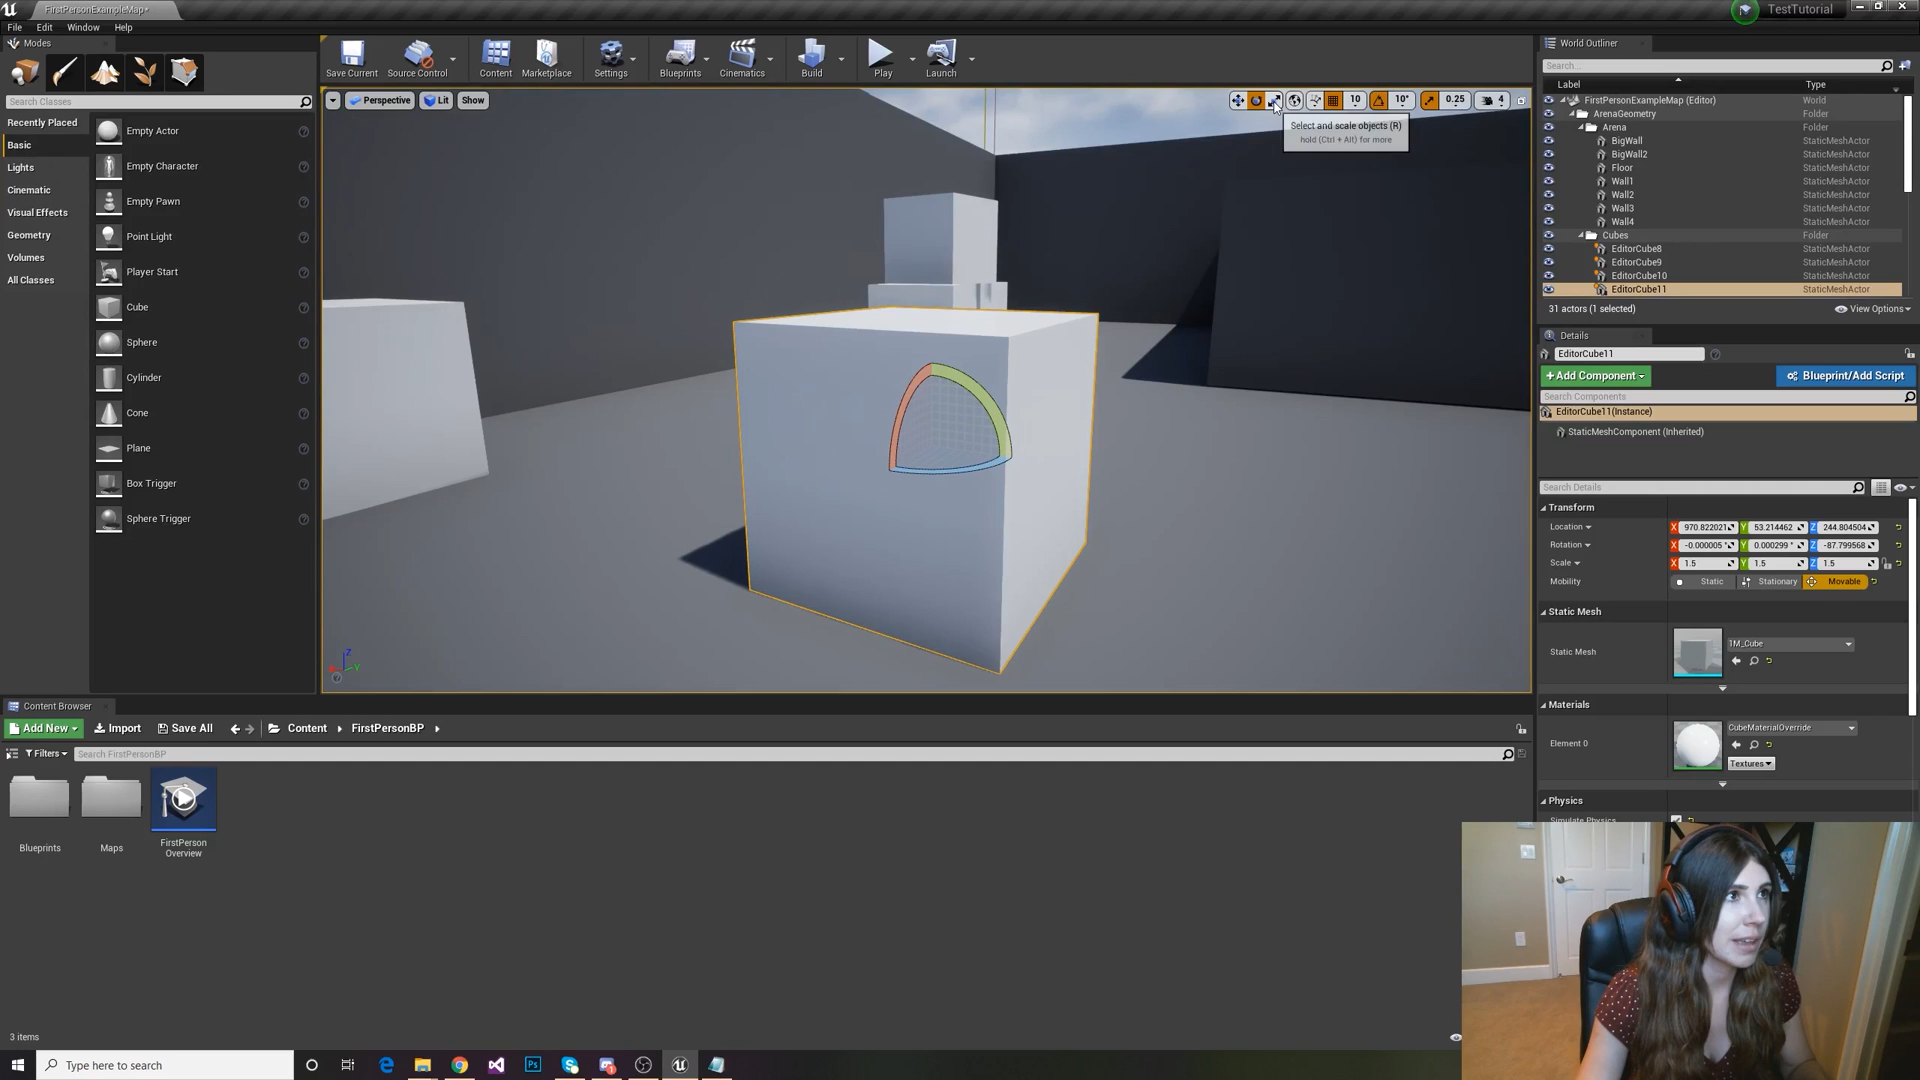 FirstPersonExampleMap*
TestTutorial
File Edit Window Help
Modes
Search Classes
Recently Placed
Basic
Lights
Cinematic
Visual Effects
Geometry
Volumes
All Classes
Empty Actor
Empty Character
Empty Pawn
Point Light
Player Start
Cube
Sphere
Cylinder
Cone
Plane
Box Trigger
Sphere Trigger
Save Current
Source Control
Content
Marketplace
Settings
Blueprints
Cinematics
Build
Play
Launch
Perspective Lit Show
10 10° 0.25 4
Select and scale objects (R)
hold (Ctrl + Alt) for more
Z
Y
World Outliner
Search...
Label Type
FirstPersonExampleMap (Editor) World
ArenaGeometry Folder
Arena Folder
BigWall StaticMeshActor
BigWall2 StaticMeshActor
Floor StaticMeshActor
Wall1 StaticMeshActor
Wall2 StaticMeshActor
Wall3 StaticMeshActor
Wall4 StaticMeshActor
Cubes Folder
EditorCube8 StaticMeshActor
EditorCube9 StaticMeshActor
EditorCube10 StaticMeshActor
EditorCube11 StaticMeshActor
31 actors (1 selected) View Options
Details
EditorCube11
+Add Component Blueprint/Add Script
Search Components
EditorCube11(Instance)
StaticMeshComponent (Inherited)
Search Details
Transform
Location X 970.822021 Y 53.214462 Z 244.804504
Rotation X -0.000005 ° Y 0.000299 ° Z -87.799568
Scale X 1.5 Y 1.5 Z 1.5
Mobility Static Stationary Movable
Static Mesh
Static Mesh 1M_Cube
Materials
Element 0 CubeMaterialOverride
Textures
Physics
Simulate Physics
Content Browser
Add New Import Save All Content FirstPersonBP
Filters Search FirstPersonBP
Blueprints
Maps
FirstPerson
Overview
3 items
Type here to search